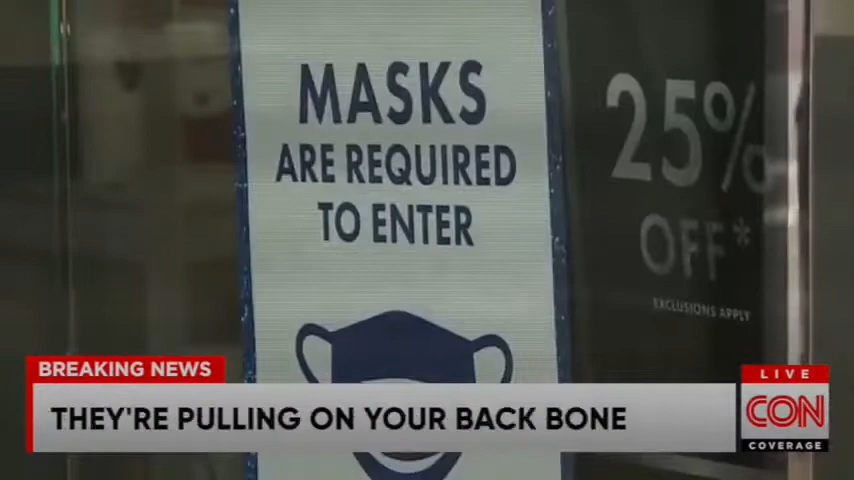 MASKS
ARE REQUIRED
TO ENTER
25%
OFF*
EXCLUSIONS APPLY
BREAKING NEWS
THEY'RE PULLING ON YOUR BACK BONE
LIVE
CON
COVERAGE